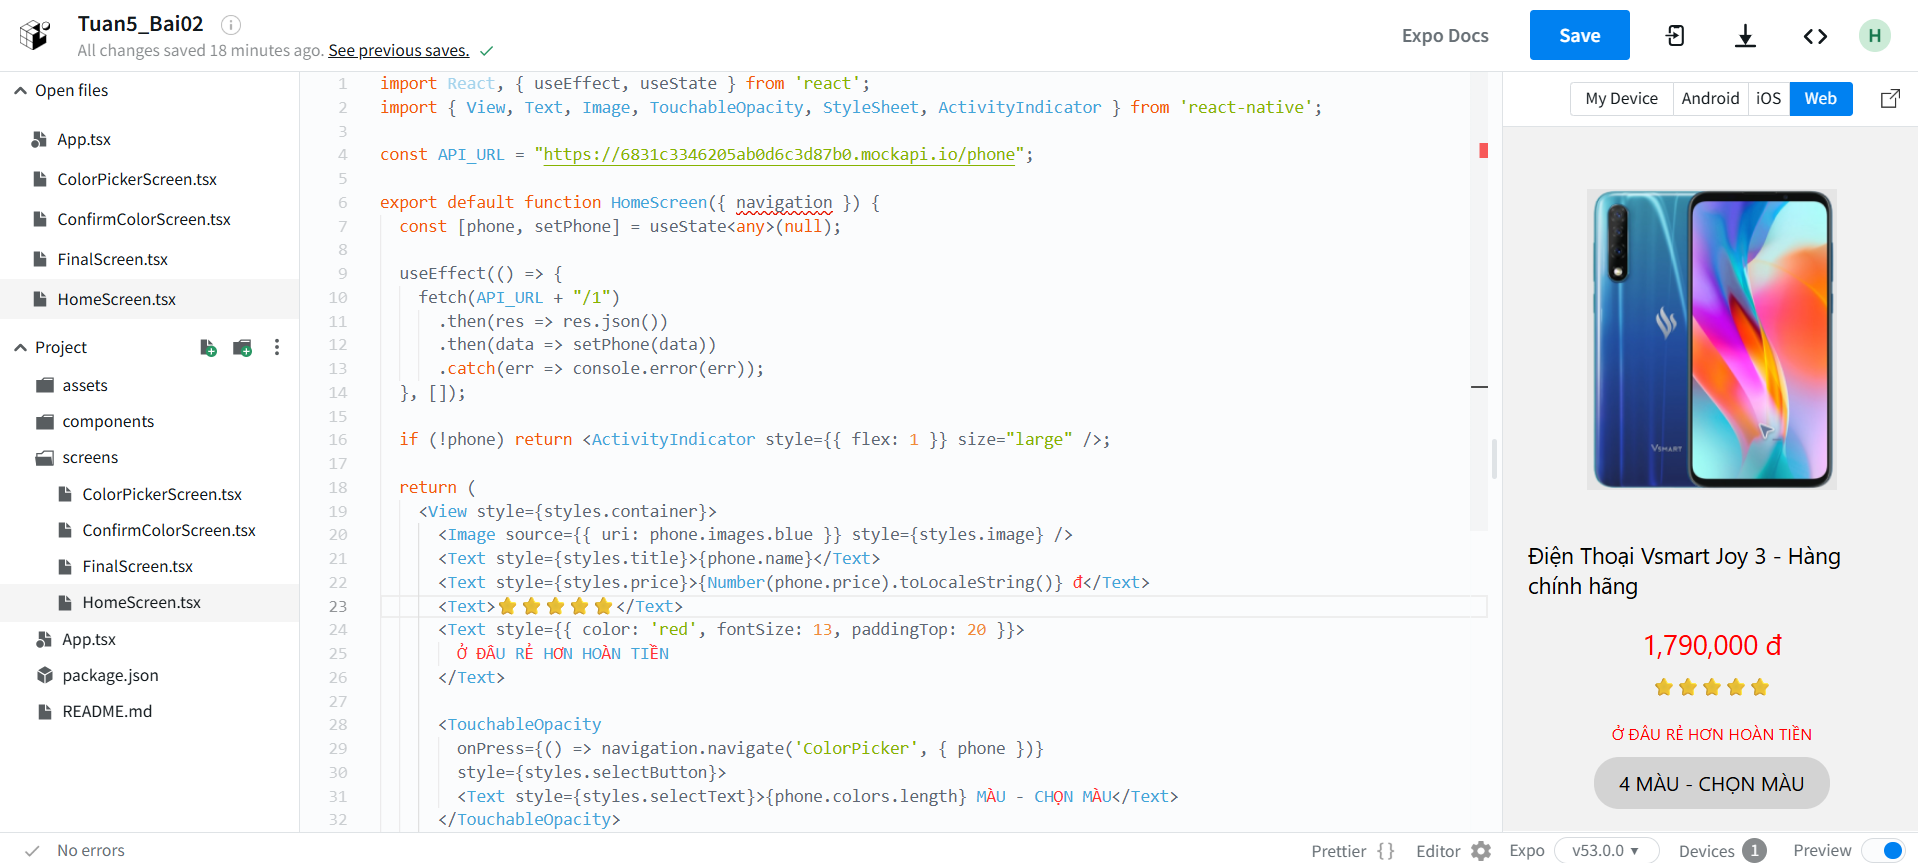 Tuan5_Bai02
All changes saved 18 minutes ago. See previous saves.
Expo Docs
Save
H
Open files
App.tsx
ColorPickerScreen.tsx
ConfirmColorScreen.tsx
FinalScreen.tsx
HomeScreen.tsx
Project
assets
components
screens
ColorPickerScreen.tsx
ConfirmColorScreen.tsx
FinalScreen.tsx
HomeScreen.tsx
App.tsx
package.json
README.md
1 import React, { useEffect, useState } from 'react';
2 import { View, Text, Image, TouchableOpacity, StyleSheet, ActivityIndicator } from 'react-native';
3
4 const API_URL = "https://6831c3346205ab0d6c3d87b0.mockapi.io/phone";
5
6 export default function HomeScreen({ navigation }) {
7 const [phone, setPhone] = useState<any>(null);
8
9 useEffect(() => {
10 fetch(API_URL + "/1")
11 .then(res => res.json())
12 .then(data => setPhone(data))
13 .catch(err => console.error(err));
14 }, []);
15
16 if (!phone) return <ActivityIndicator style={{ flex: 1 }} size="large" />;
17
18 return (
19 <View style={styles.container}>
20 <Image source={{ uri: phone.images.blue }} style={styles.image} />
21 <Text style={styles.title}>{phone.name}</Text>
22 <Text style={styles.price}>{Number(phone.price).toLocaleString()} đ</Text>
23 <Text>⭐⭐⭐⭐⭐</Text>
24 <Text style={{ color: 'red', fontSize: 13, paddingTop: 20 }}>
25 Ở ĐÂU RẺ HƠN HOÀN TIỀN
26 </Text>
27
28 <TouchableOpacity
29 onPress={() => navigation.navigate('ColorPicker', { phone })}
30 style={styles.selectButton}>
31 <Text style={styles.selectText}>{phone.colors.length} MÀU - CHỌN MÀU</Text>
32 </TouchableOpacity>
My Device
Android
iOS
Web
VSMART
Điện Thoại Vsmart Joy 3 - Hàng
chính hãng
1,790,000 đ
⭐⭐⭐⭐⭐
Ở ĐÂU RẺ HƠN HOÀN TIỀN
4 MÀU - CHỌN MÀU
No errors
Prettier { }
Editor
Expo
v53.0.0 ▾
Devices 1
Preview